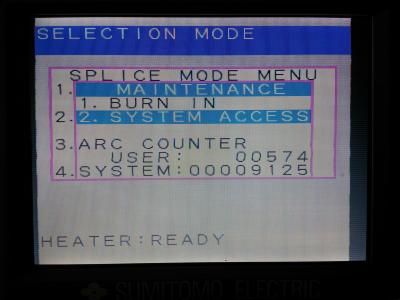 SELECTION MODE
SPLICE MODE MENU
1. MAINTENANCE
1. BURN IN
2. 2. SYSTEM ACCESS
3. ARC COUNTER
USER: 00574
4. SYSTEM:00009125
HEATER:READY
SUMITOMO ELECTRIC